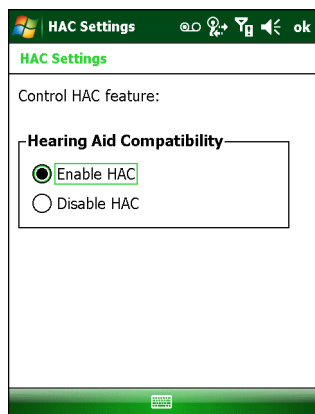 HAC Settings ok
HAC Settings
Control HAC feature:
Hearing Aid Compatibility
Enable HAC
Disable HAC